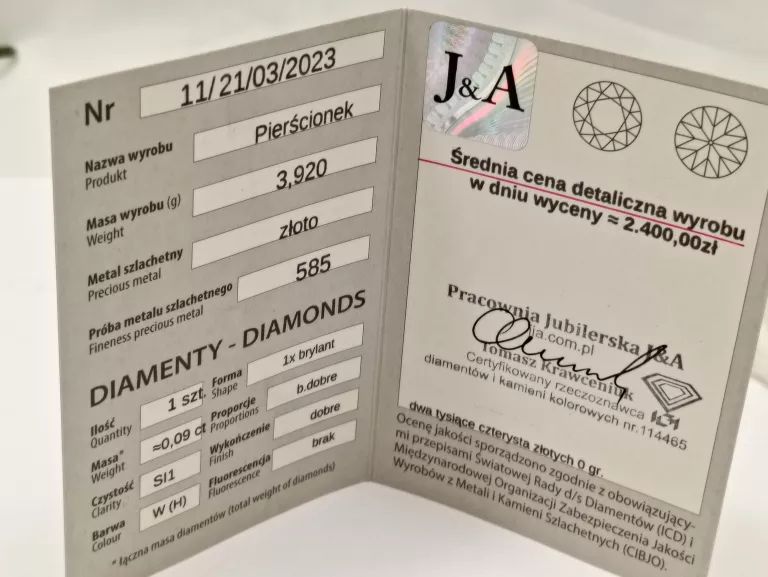 Nr 11/21/03/2023
Nazwa wyrobu Pierścionek
Produkt
Masa wyrobu (g) 3,920
Weight
Metal szlachetny złoto
Precious metal
Próba metalu szlachetnego 585
Fineness precious metal
DIAMENTY - DIAMONDS
Ilość 1 szt. Forma 1x brylant
Quantity Shape
Masa* ≈0,09 ct Proporcje b.dobre
Weight Proportions
Czystość SI1 Wykończenie dobre
Clarity Finish
Barwa W (H) Fluorescencja brak
Colour Fluorescence
* łączna masa diamentów (total weight of diamonds)
J&A
Średnia cena detaliczna wyrobu
w dniu wyceny ≈ 2.400,00zł
Pracownia Jubilerska J&A
ja.com.pl
Tomasz Krawceniuk
Certyfikowany rzeczoznawca
diamentów i kamieni kolorowych nr.114465
dwa tysiące czterysta złotych 0 gr.
Ocenę jakości sporządzono zgodnie z obowiązujący-
mi przepisami Światowej Rady d/s Diamentów (ICD) i
Międzynarodowej Organizacji Zabezpieczenia Jakości
Wyrobów z Metali i Kamieni Szlachetnych (CIBJO).